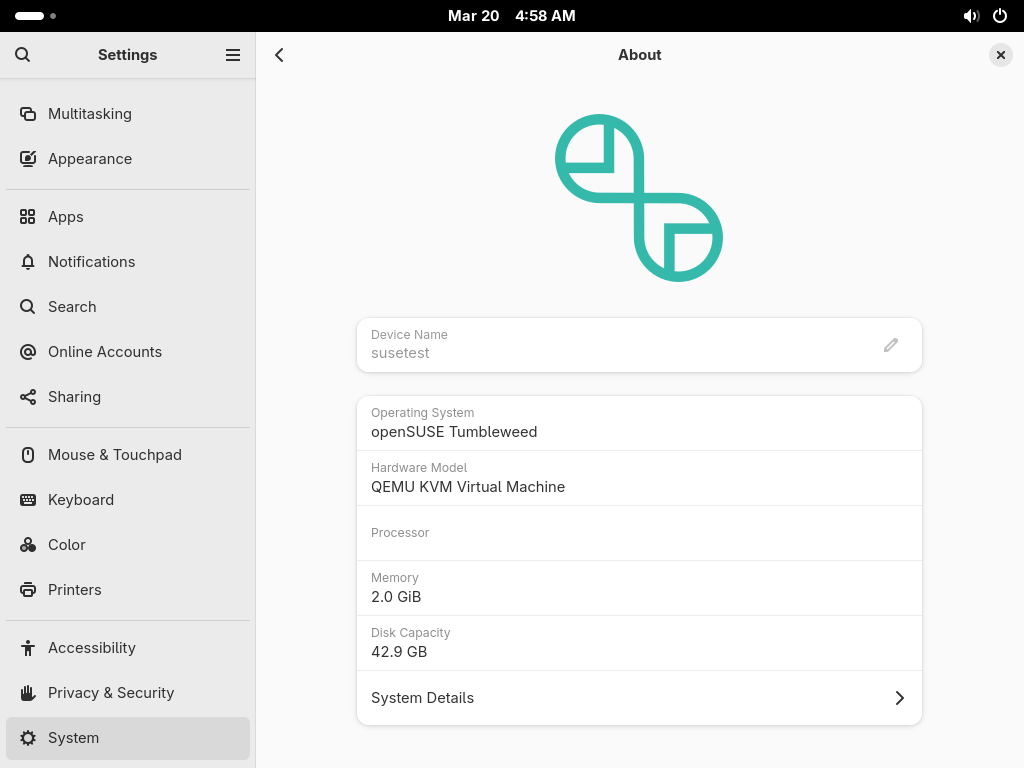 Mar 20 4:58 AM
Settings
About
Multitasking
Appearance
Apps
Notifications
Search
Online Accounts
Sharing
Mouse & Touchpad
Keyboard
Color
Printers
Accessibility
Privacy & Security
System
Device Name
susetest
Operating System
openSUSE Tumbleweed
Hardware Model
QEMU KVM Virtual Machine
Processor
Memory
2.0 GiB
Disk Capacity
42.9 GB
System Details